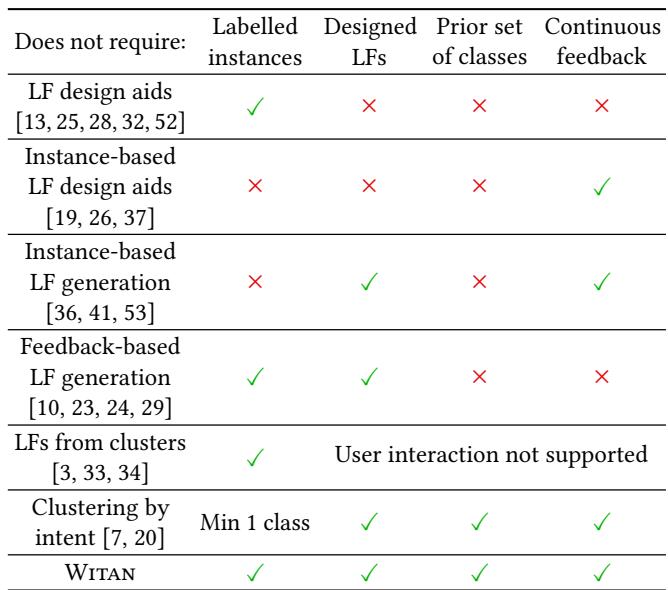 Does not require: Labelled instances Designed LFs Prior set of classes Continuous feedback
LF design aids [13, 25, 28, 32, 52] ✓ × × ×
Instance-based LF design aids [19, 26, 37] × × × ✓
Instance-based LF generation [36, 41, 53] × ✓ × ✓
Feedback-based LF generation [10, 23, 24, 29] ✓ ✓ × ×
LFs from clusters [3, 33, 34] ✓ User interaction not supported
Clustering by intent [7, 20] Min 1 class ✓ ✓ ✓
WITAN ✓ ✓ ✓ ✓